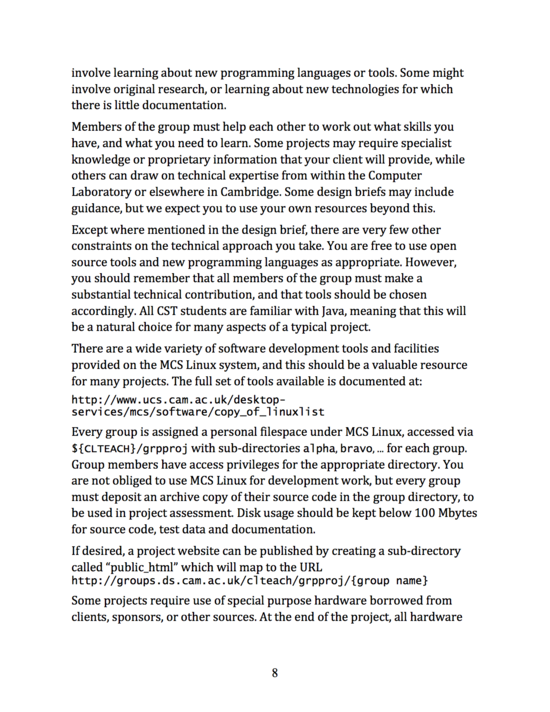 involve learning about new programming languages or tools. Some might
involve original research, or learning about new technologies for which
there is little documentation.
Members of the group must help each other to work out what skills you
have, and what you need to learn. Some projects may require specialist
knowledge or proprietary information that your client will provide, while
others can draw on technical expertise from within the Computer
Laboratory or elsewhere in Cambridge. Some design briefs may include
guidance, but we expect you to use your own resources beyond this.
Except where mentioned in the design brief, there are very few other
constraints on the technical approach you take. You are free to use open
source tools and new programming languages as appropriate. However,
you should remember that all members of the group must make a
substantial technical contribution, and that tools should be chosen
accordingly. All CST students are familiar with Java, meaning that this will
be a natural choice for many aspects of a typical project.
There are a wide variety of software development tools and facilities
provided on the MCS Linux system, and this should be a valuable resource
for many projects. The full set of tools available is documented at:
http://www.ucs.cam.ac.uk/desktop-
services/mcs/software/copy_of_linuxlist
Every group is assigned a personal filespace under MCS Linux, accessed via
${CLTEACH}/grpproj with sub-directories alpha, bravo, ... for each group.
Group members have access privileges for the appropriate directory. You
are not obliged to use MCS Linux for development work, but every group
must deposit an archive copy of their source code in the group directory, to
be used in project assessment. Disk usage should be kept below 100 Mbytes
for source code, test data and documentation.
If desired, a project website can be published by creating a sub-directory
called "public_html" which will map to the URL
http://groups.ds.cam.ac.uk/clteach/grpproj/{group name}
Some projects require use of special purpose hardware borrowed from
clients, sponsors, or other sources. At the end of the project, all hardware
8